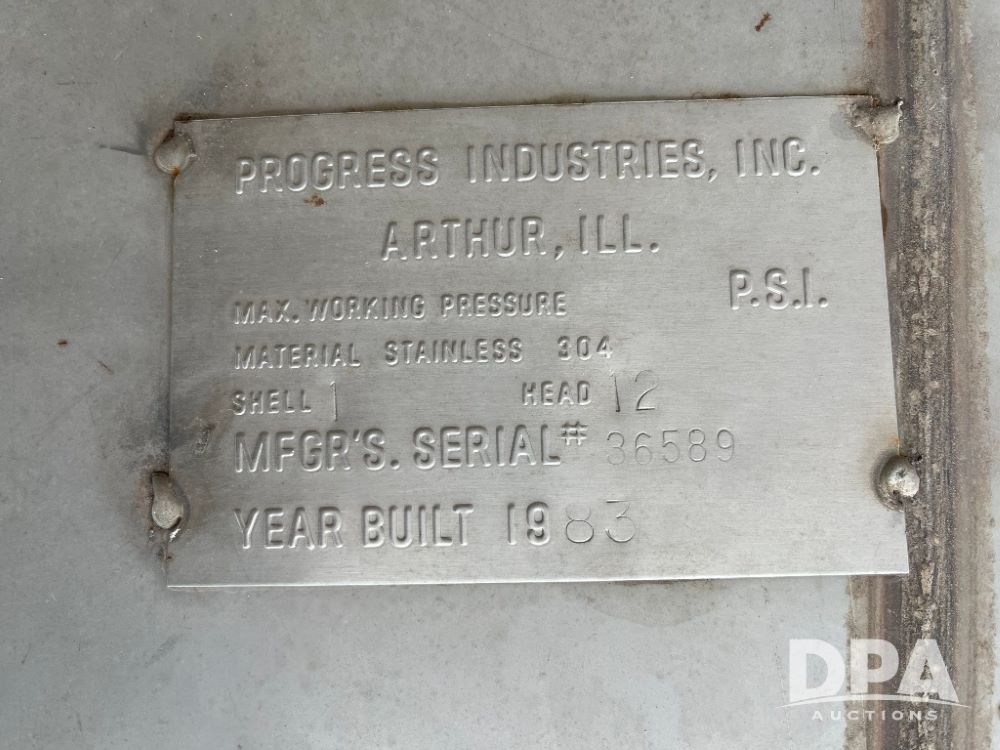 PROGRESS INDUSTRIES, INC.
ARTHUR, ILL.
MAX. WORKING PRESSURE P.S.I.
MATERIAL STAINLESS 304
SHELL 1 HEAD 12
MFGR'S. SERIAL# 36589
YEAR BUILT 1983
DPA
AUCTIONS